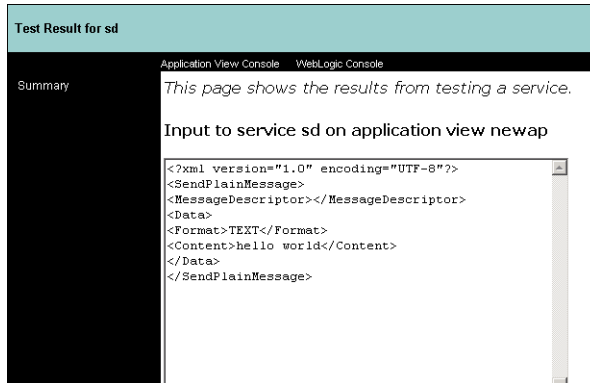 Test Result for sd
Application View Console WebLogic Console
Summary
This page shows the results from testing a service.
Input to service sd on application view newap
<?xml version="1.0" encoding="UTF-8"?>
<SendPlainMessage>
<MessageDescriptor></MessageDescriptor>
<Data>
<Format>TEXT</Format>
<Content>hello world</Content>
</Data>
</SendPlainMessage>